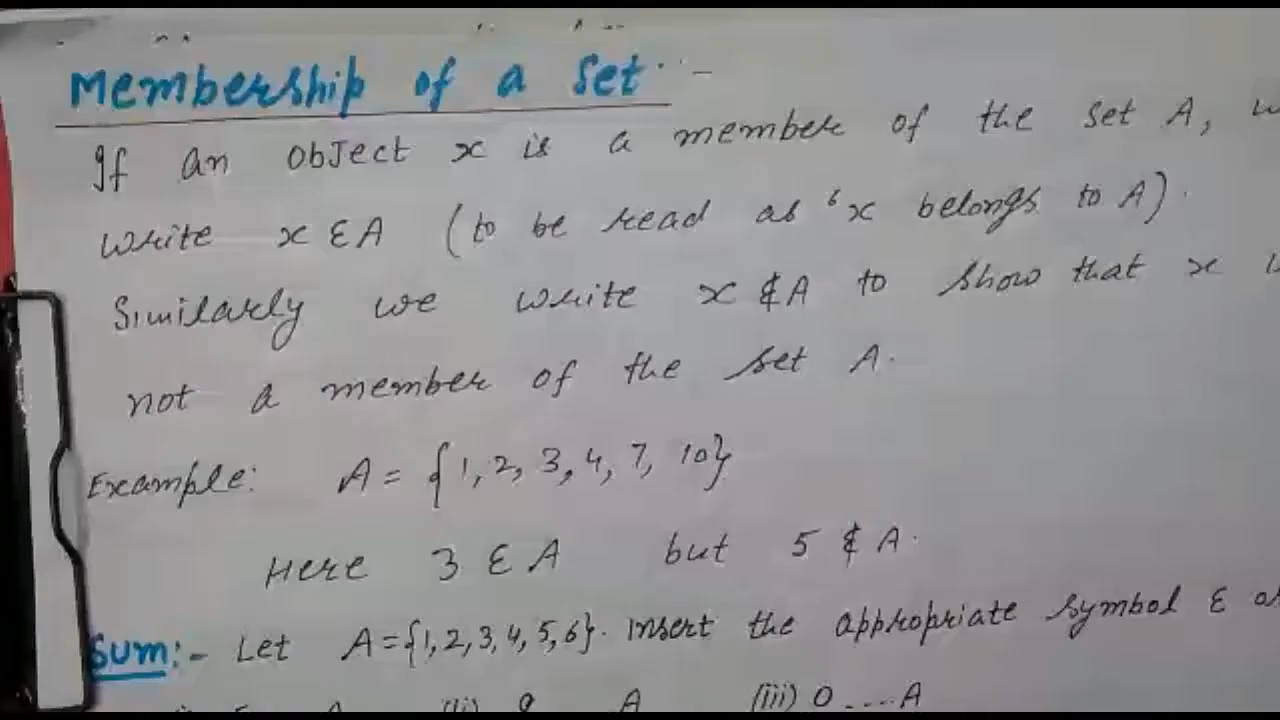 Membership of a Set :-
If an object x is a member of the set A, w
write x ∈ A (to be read as 'x belongs to A).
Similarly we write x ∉ A to show that x i
not a member of the set A.
Example: A = {1, 2, 3, 4, 7, 10}
Here 3 ∈ A but 5 ∉ A.
Sum:- Let A = {1, 2, 3, 4, 5, 6}. Insert the appropriate symbol ∈ or
A (ii) A (iii) 0 .... A